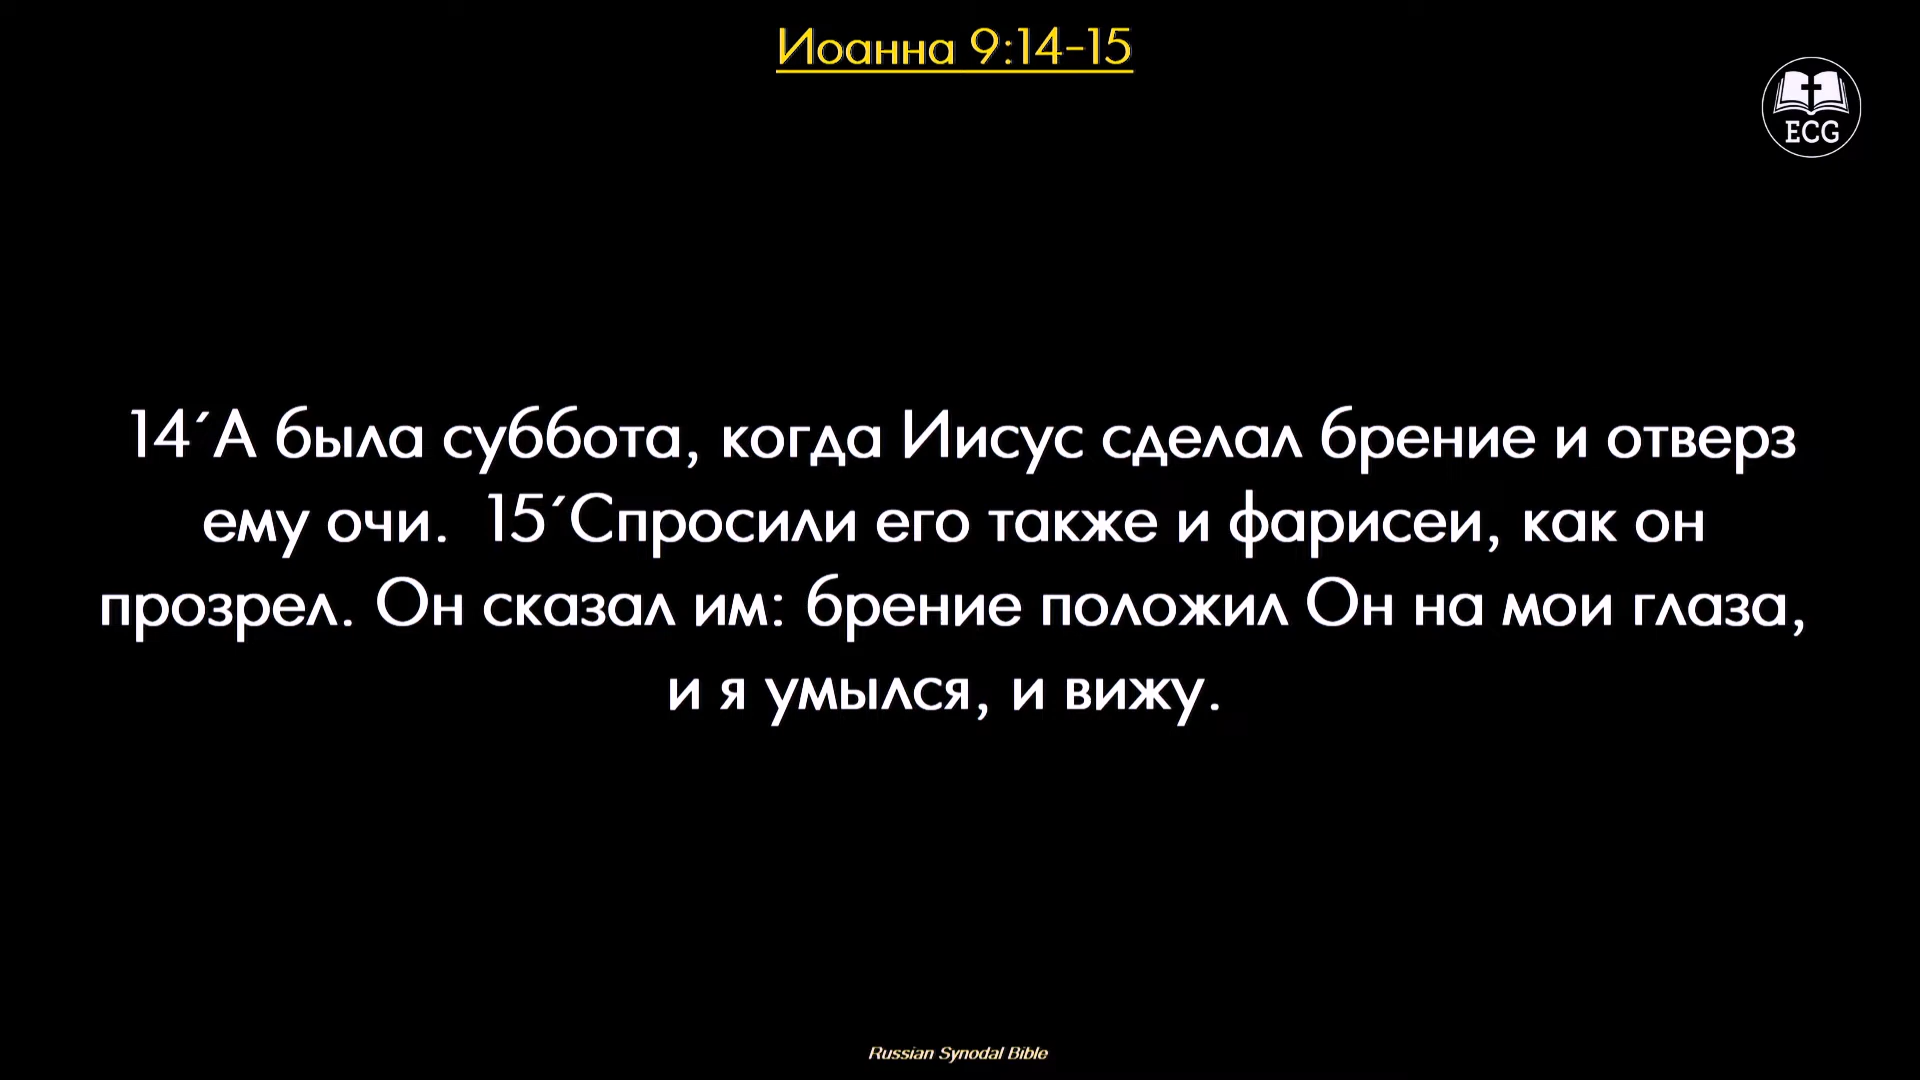 Иоанна 9:14-15
ECG
14´А была суббота, когда Иисус сделал брение и отверз
ему очи.  15´Спросили его также и фарисеи, как он
прозрел. Он сказал им: брение положил Он на мои глаза,
и я умылся, и вижу.
Russian Synodal Bible